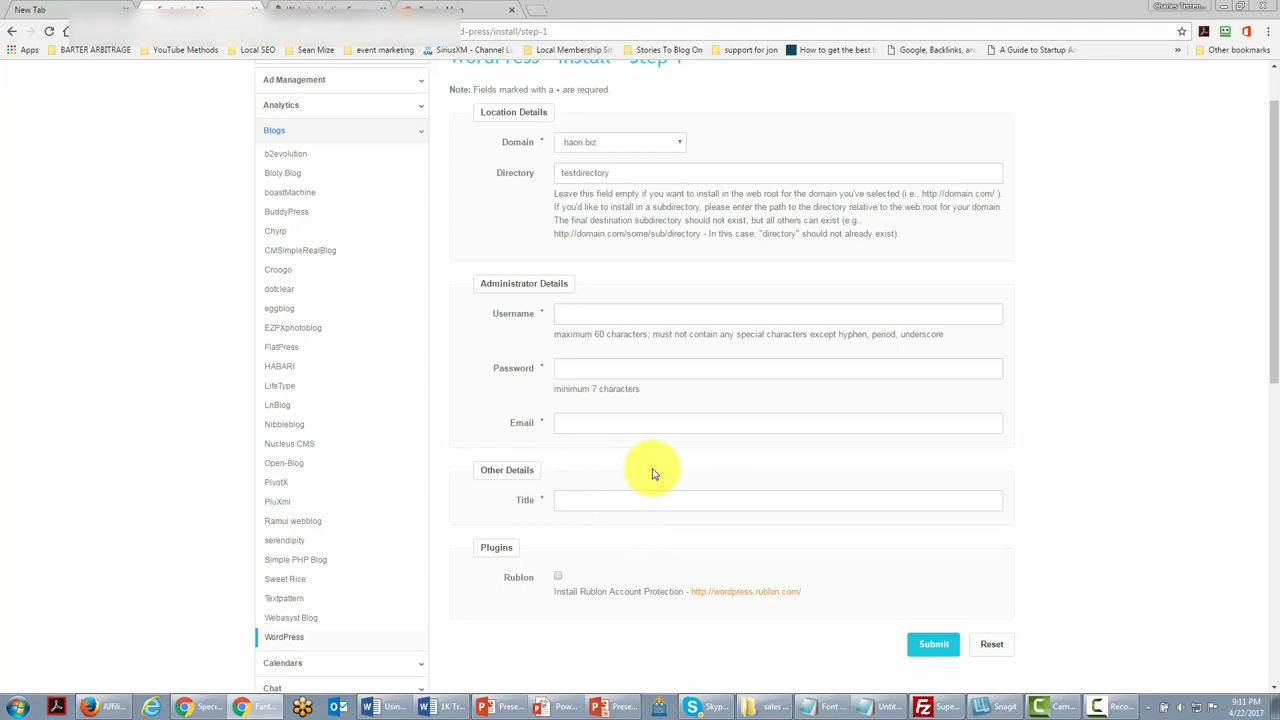 New Tab
Charles Ternen
d-press/install/step-1
Apps
BARTER ARBITRAGE
YouTube Methods
Local SEO
Sean Mize
event marketing
SiriusXM - Channel Li
Local Membership Sit
Stories To Blog On
support for jon
How to get the Best
Google, Backlinks, an
A Guide to Startup Ac
Other bookmarks
WordPress - Install - Step 1
Note: Fields marked with a * are required.
Ad Management
Analytics
Blogs
b2evolution
Bloly Blog
boastMachine
BuddyPress
Chyrp
CMSimpleRealBlog
Croogo
dotclear
eggblog
EZPXphotoblog
FlatPress
HABARI
LifeType
LnBlog
Nibbleblog
Nucleus CMS
Open-Blog
PivotX
PluXml
Ramui webblog
serendipity
Simple PHP Blog
Sweet Rice
Textpattern
Webasyst Blog
WordPress
Calendars
Chat
Location Details
Domain * haon.biz
Directory testdirectory
Leave this field empty if you want to install in the web root for the domain you've selected (i.e., http://domain.com/ ).
If you'd like to install in a subdirectory, please enter the path to the directory relative to the web root for your domain.
The final destination subdirectory should not exist, but all others can exist (e.g.,
http://domain.com/some/sub/directory - In this case, "directory" should not already exist).
Administrator Details
Username *
maximum 60 characters; must not contain any special characters except hyphen, period, underscore
Password *
minimum 7 characters
Email *
Other Details
Title *
Plugins
Rublon
Install Rublon Account Protection - http://wordpress.rublon.com/
Submit
Reset
Affili...
Speci...
Fant...
Using...
1K Tr...
Prese...
Pow...
Prese...
Skyp...
sales ...
Font ...
Untit...
Supe...
Snagit
Cam...
Recor...
9:11 PM
4/22/2017